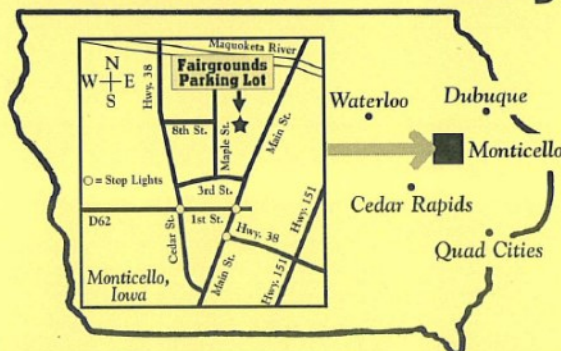 Maquoketa River
N
W E
S
Hwy. 38
Fairgrounds
Parking Lot
8th St.
Maple St.
Main St.
= Stop Lights
3rd St.
D62
1st St.
Cedar St.
Hwy. 38
Hwy. 151
Main St.
Hwy. 151
Monticello,
Iowa
Waterloo
Dubuque
Monticello
Cedar Rapids
Quad Cities